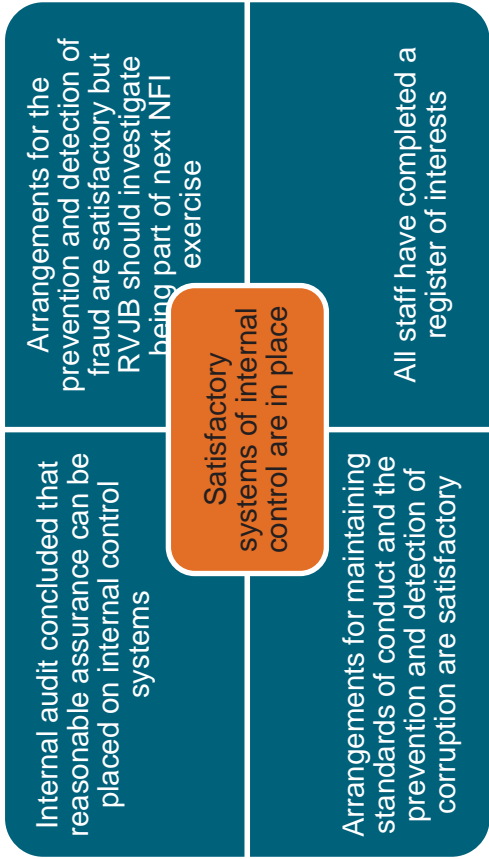 Internal audit concluded that
reasonable assurance can be
placed on internal control
systems
Arrangements for the
prevention and detection of
fraud are satisfactory but
RVJB should investigate
being part of next NFI
exercise
Satisfactory
systems of internal
control are in place
Arrangements for maintaining
standards of conduct and the
prevention and detection of
corruption are satisfactory
All staff have completed a
register of interests